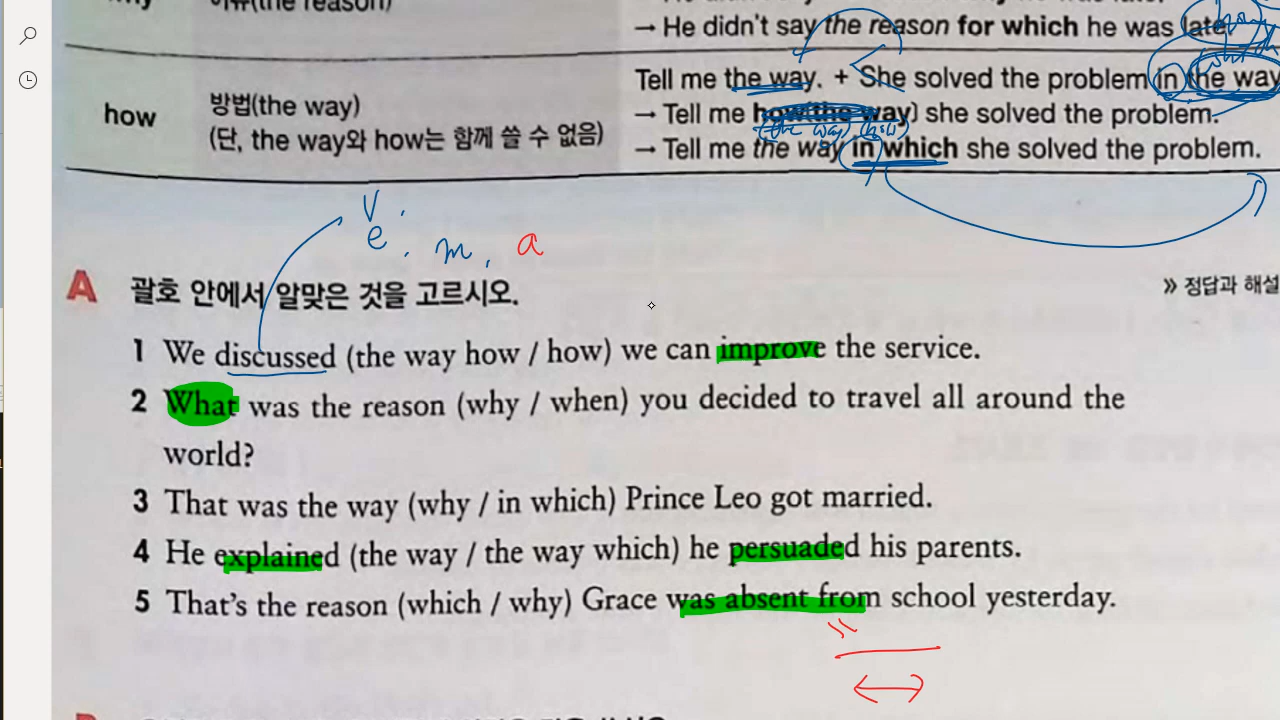 이유(the reason)
→ He didn't say the reason for which he was late.
Tell me the way. + She solved the problem in the way
how
방법(the way)
(단, the way와 how는 함께 쓸 수 없음)
→ Tell me how(the way) she solved the problem.
(the way) (how)
→ Tell me the way in which she solved the problem.
V.
e. m, a
A 괄호 안에서 알맞은 것을 고르시오.
» 정답과 해설
1 We discussed (the way how / how) we can improve the service.
2 What was the reason (why / when) you decided to travel all around the
world?
3 That was the way (why / in which) Prince Leo got married.
4 He explained (the way / the way which) he persuaded his parents.
5 That's the reason (which / why) Grace was absent from school yesterday.